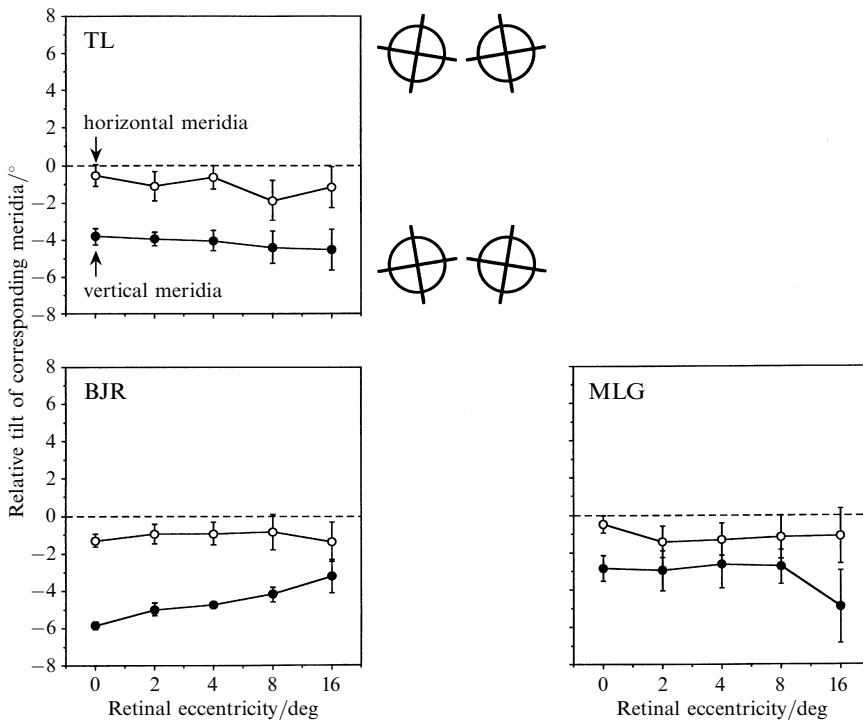 TL
8
6
4
2
0
−2
−4
−6
−8
horizontal meridia
vertical meridia
Relative tilt of corresponding meridia/°
BJR
8
6
4
2
0
−2
−4
−6
−8
0 2 4 8 16
Retinal eccentricity/deg
MLG
0 2 4 8 16
Retinal eccentricity/deg